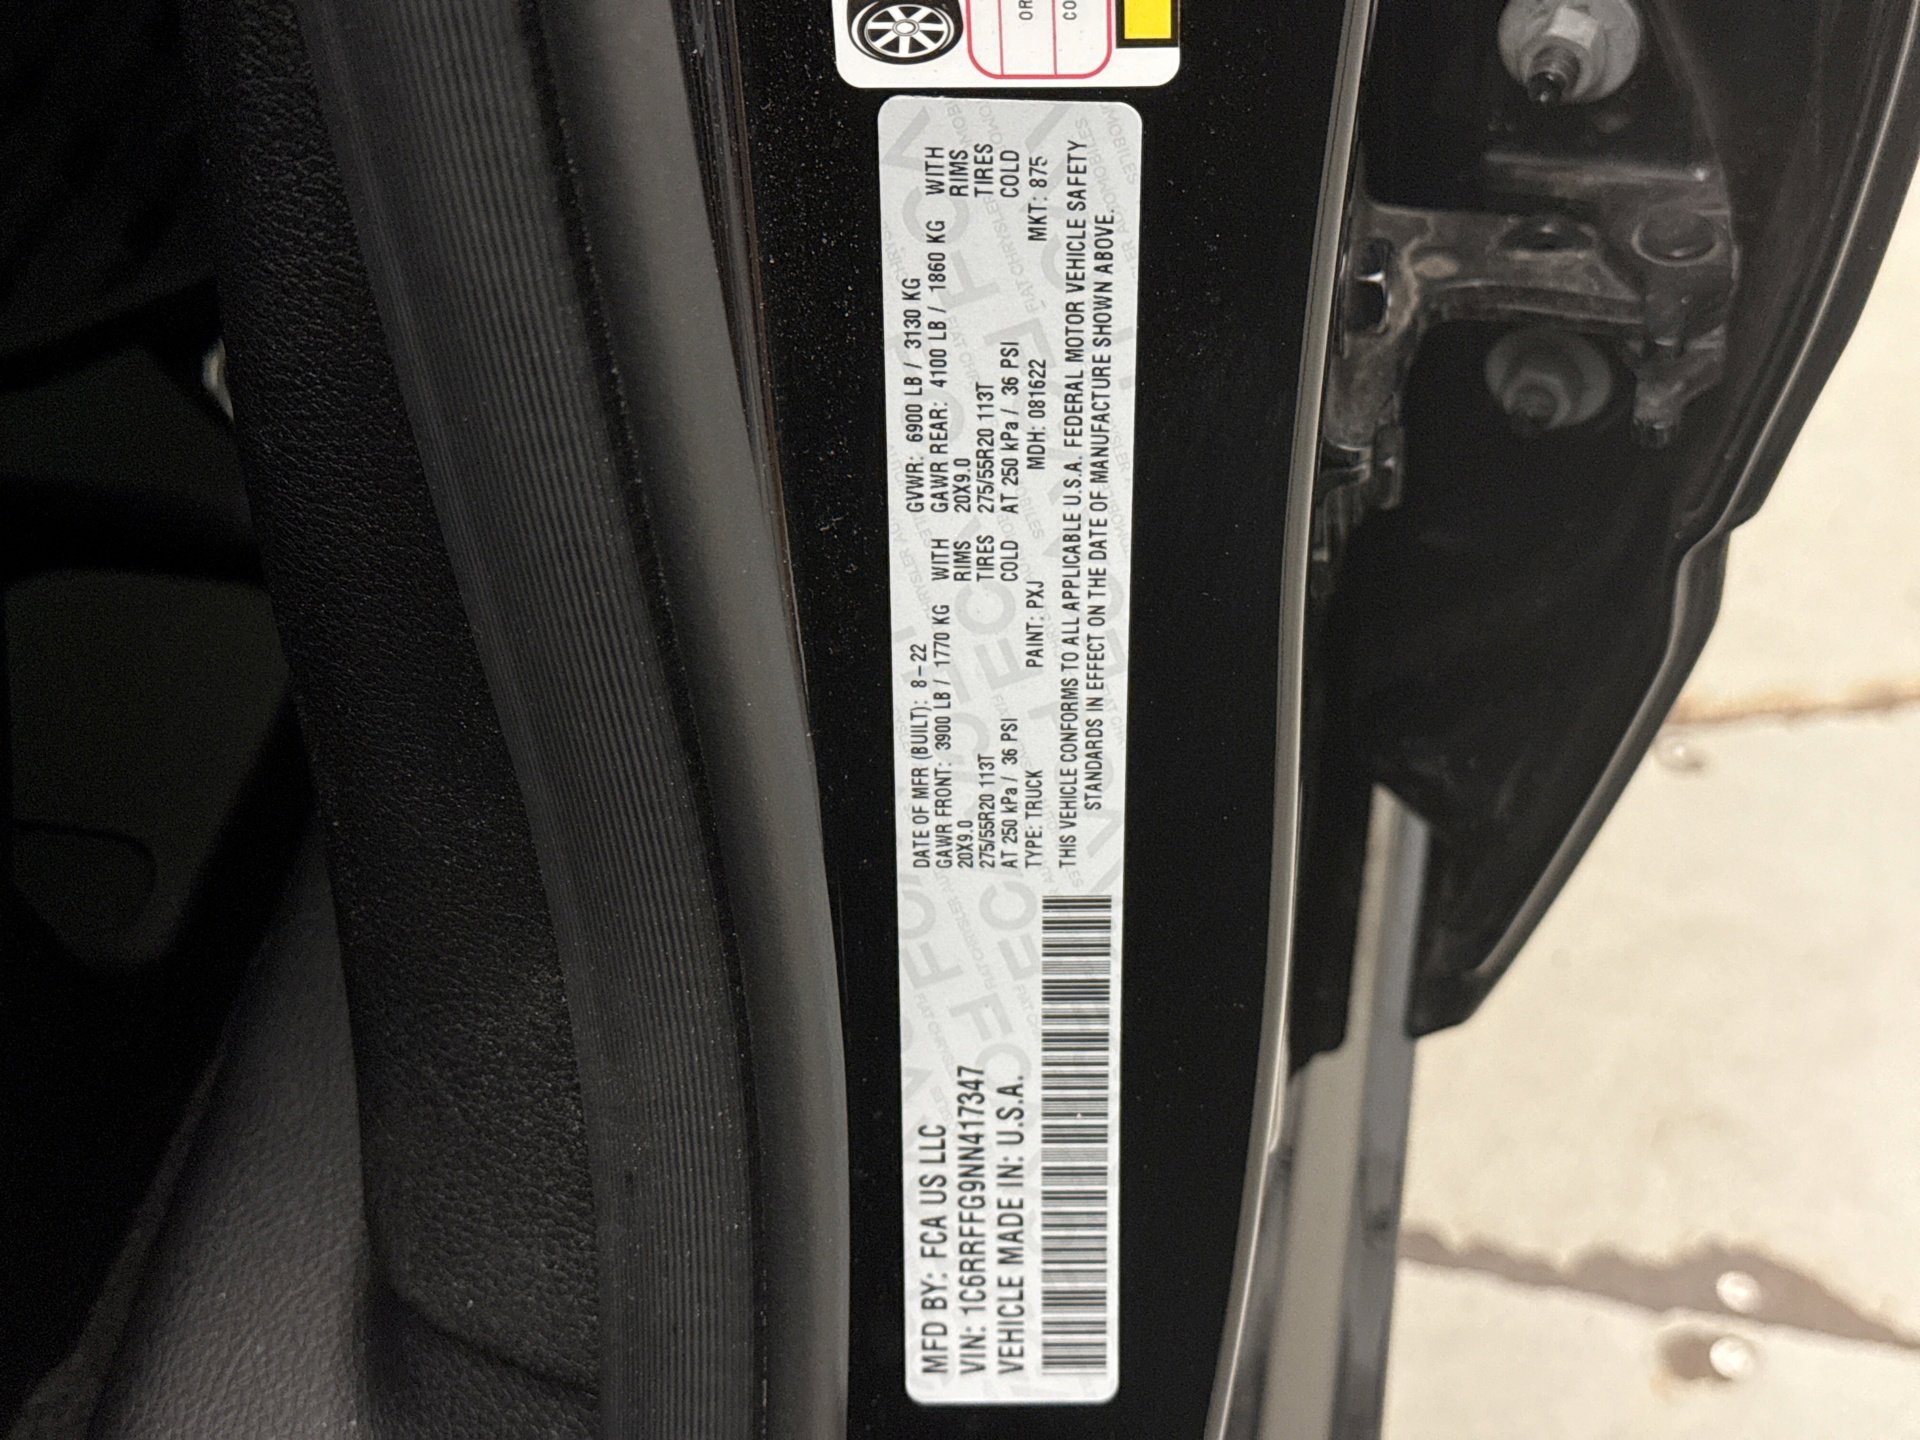 OR
CO
MFD BY: FCA US LLC
VIN: 1C6RRFFG9NN417347
VEHICLE MADE IN: U.S.A.
DATE OF MFR (BUILT): 8-22 GVWR: 6900 LB / 3130 KG
GAWR FRONT: 3900 LB / 1770 KG WITH GAWR REAR: 4100 LB / 1860 KG WITH
20X9.0 RIMS 20X9.0 RIMS
275/55R20 113T TIRES 275/55R20 113T TIRES
AT 250 kPa / 36 PSI COLD AT 250 kPa / 36 PSI COLD
TYPE: TRUCK PAINT: PXJ MDH: 081622 MKT: 875
THIS VEHICLE CONFORMS TO ALL APPLICABLE U.S.A. FEDERAL MOTOR VEHICLE SAFETY
STANDARDS IN EFFECT ON THE DATE OF MANUFACTURE SHOWN ABOVE.